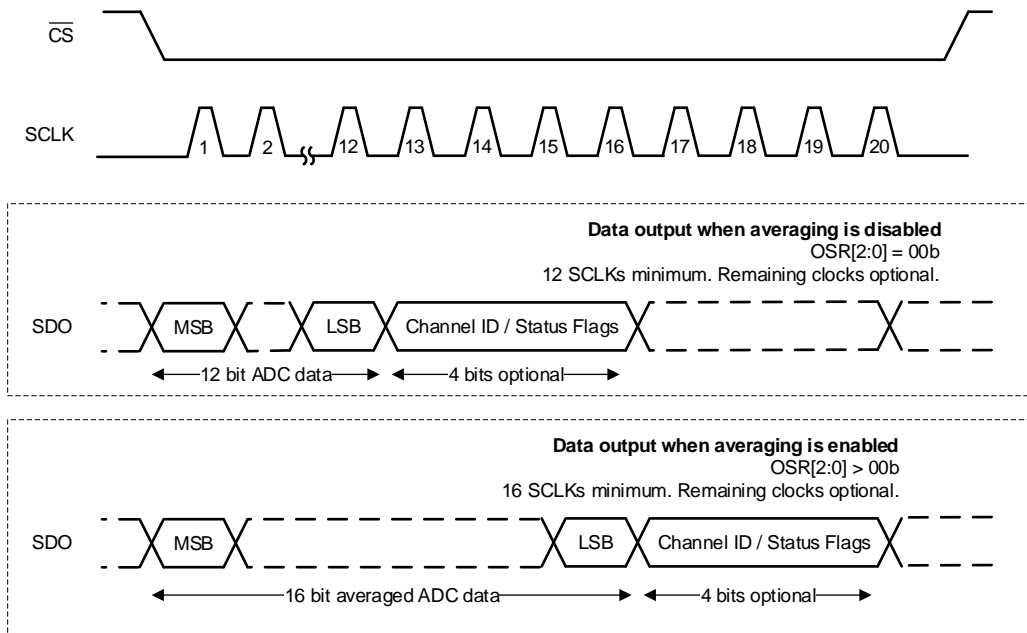 CS
SCLK
1 2 12 13 14 15 16 17 18 19 20
Data output when averaging is disabled
OSR[2:0] = 00b
12 SCLKs minimum. Remaining clocks optional.
SDO MSB LSB Channel ID / Status Flags
12 bit ADC data 4 bits optional
Data output when averaging is enabled
OSR[2:0] > 00b
16 SCLKs minimum. Remaining clocks optional.
SDO MSB LSB Channel ID / Status Flags
16 bit averaged ADC data 4 bits optional